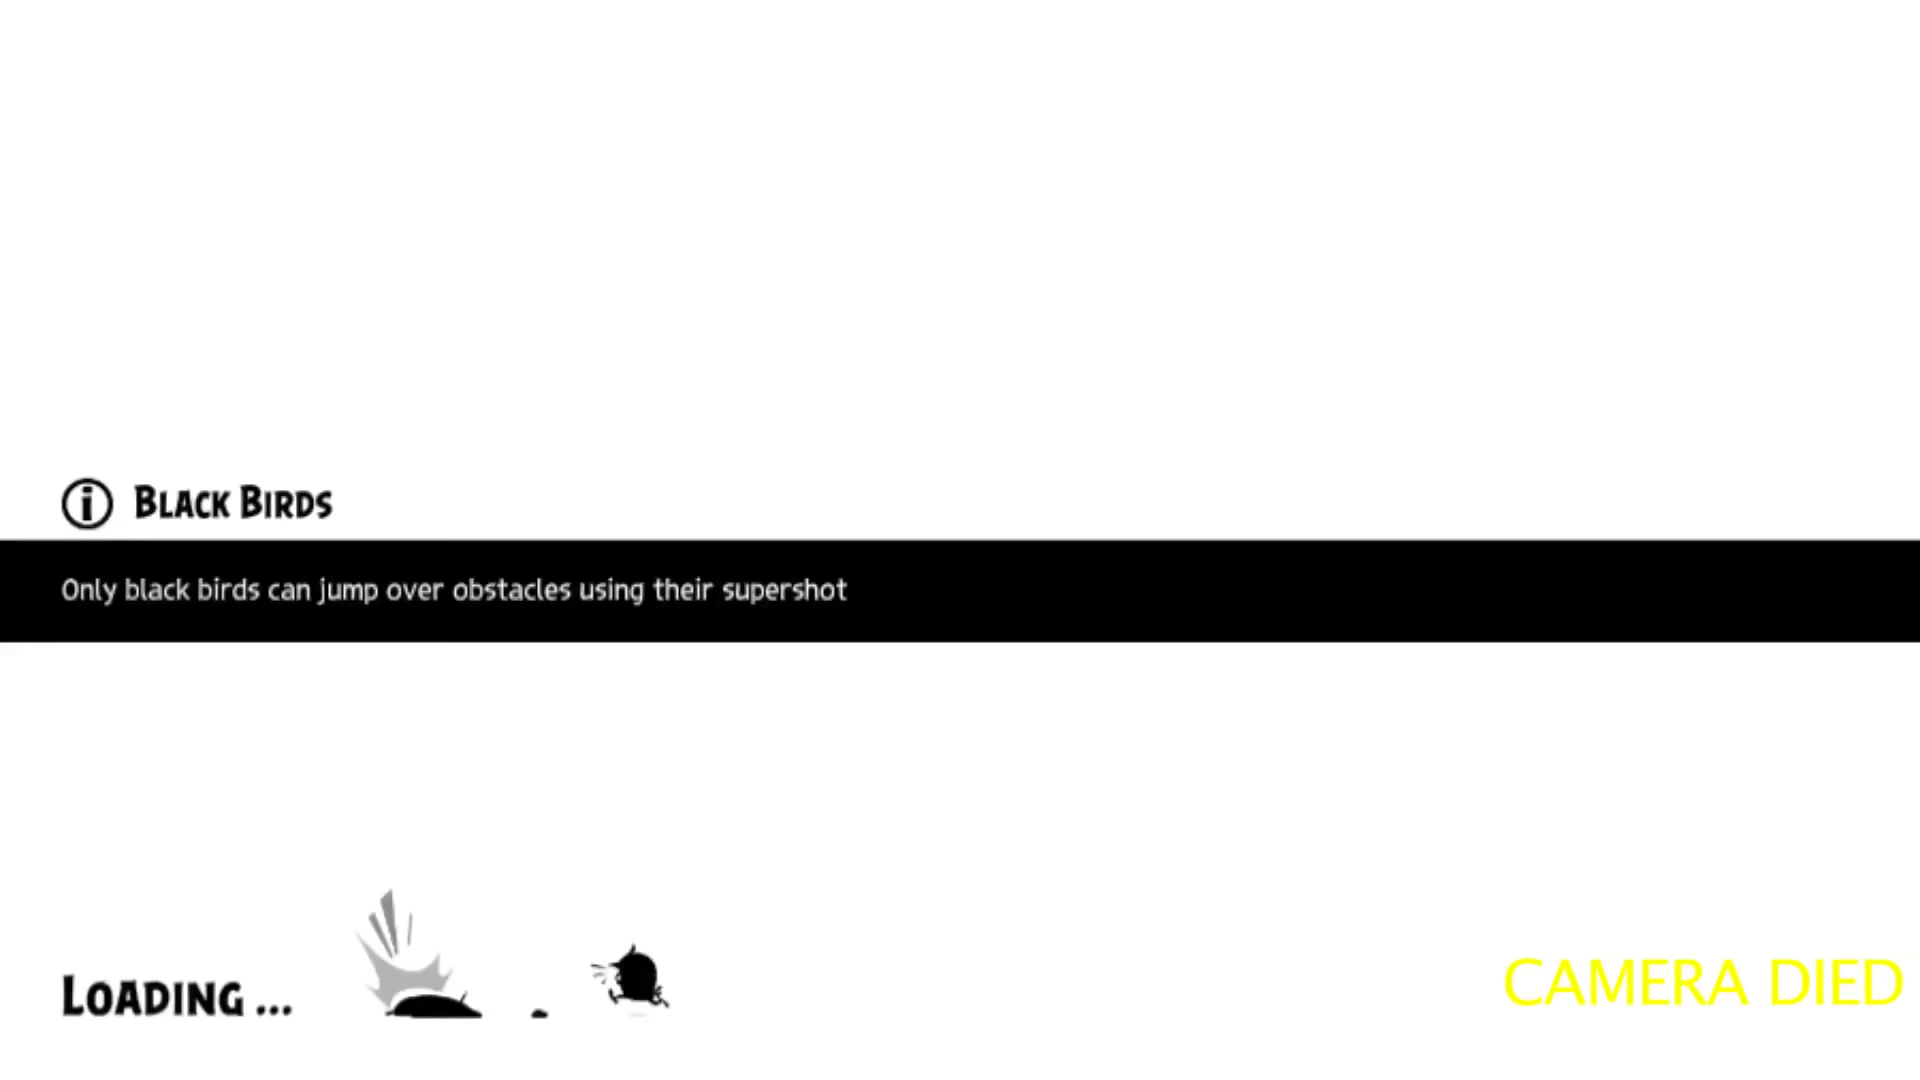 i BLACK BIRDS
Only black birds can jump over obstacles using their supershot
LOADING ...
CAMERA DIED